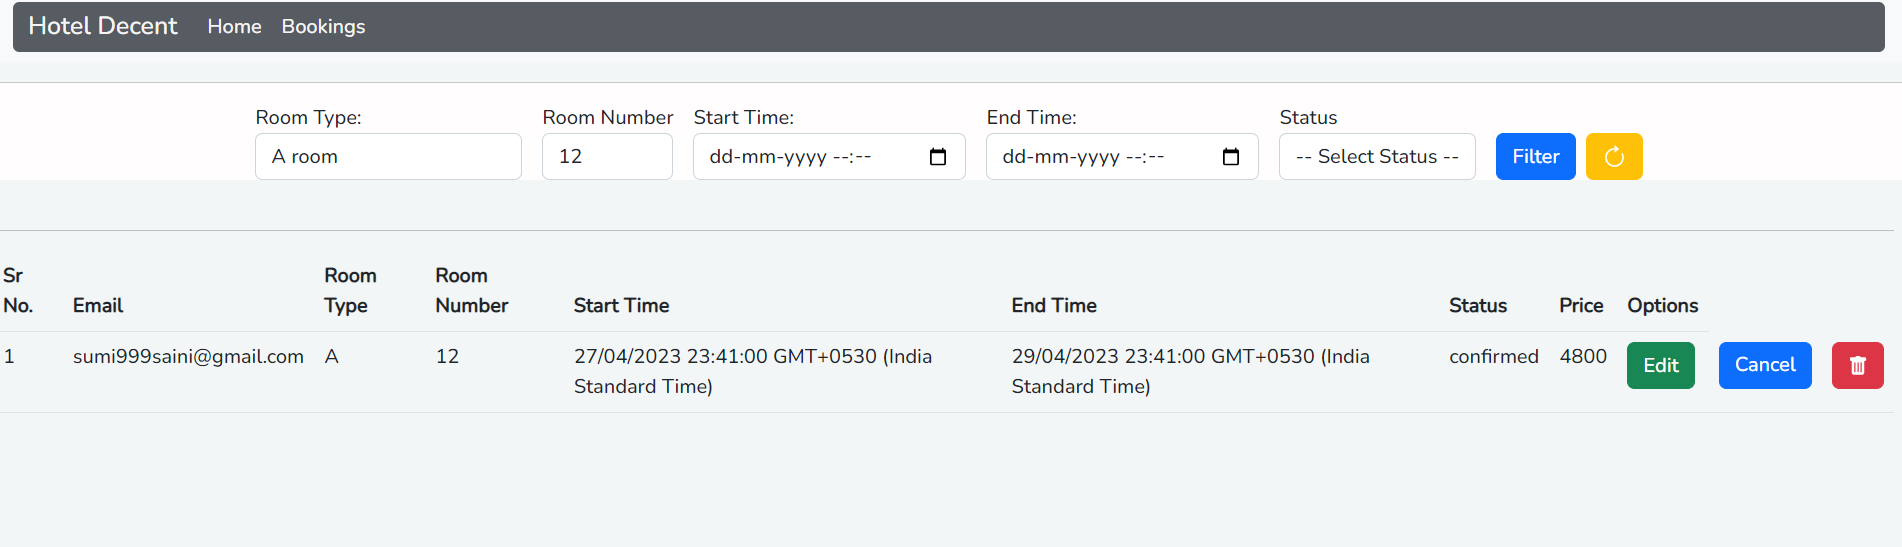 Hotel Decent Home Bookings
Room Type: Room Number Start Time: End Time: Status
A room 12 dd-mm-yyyy --:-- dd-mm-yyyy --:-- -- Select Status -- Filter
Sr No. Email Room Type Room Number Start Time End Time Status Price Options
1 sumi999saini@gmail.com A 12 27/04/2023 23:41:00 GMT+0530 (India Standard Time) 29/04/2023 23:41:00 GMT+0530 (India Standard Time) confirmed 4800 Edit Cancel